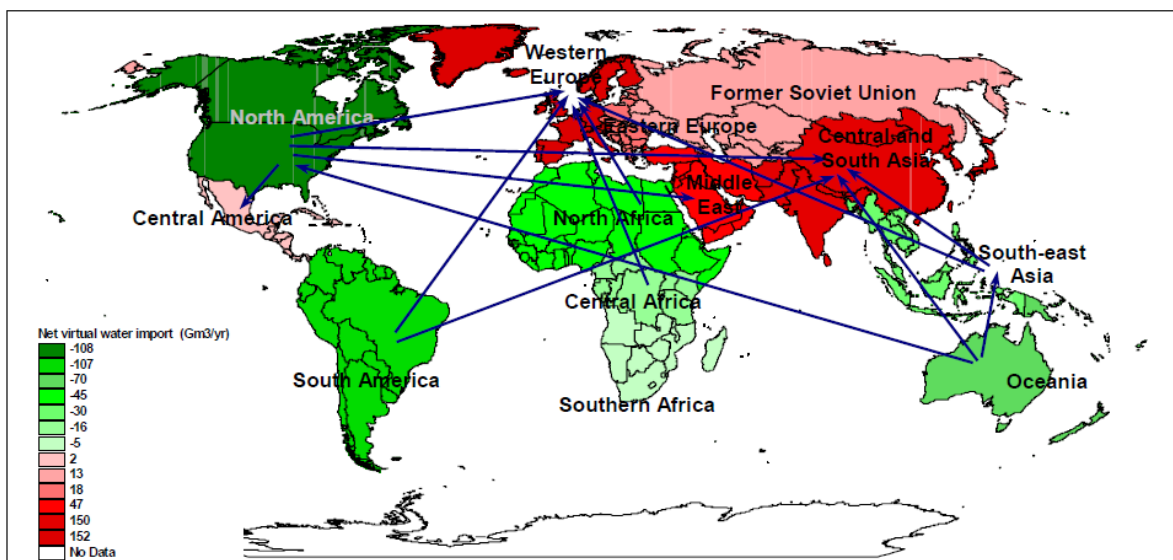 Western
Europe
Former Soviet Union
North America
Eastern Europe
Central and
South Asia
Middle
East
Central America
North Africa
South-east
Asia
Central Africa
South America
Oceania
Southern Africa
Net virtual water import (Gm3/yr)
-108
-107
-70
-45
-30
-16
-5
2
13
18
47
150
152
No Data